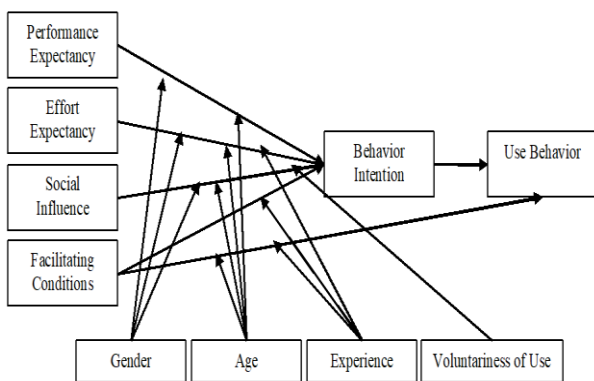 Performance
Expectancy
Effort
Expectancy
Social
Influence
Facilitating
Conditions
Behavior
Intention
Use Behavior
Gender
Age
Experience
Voluntariness of Use